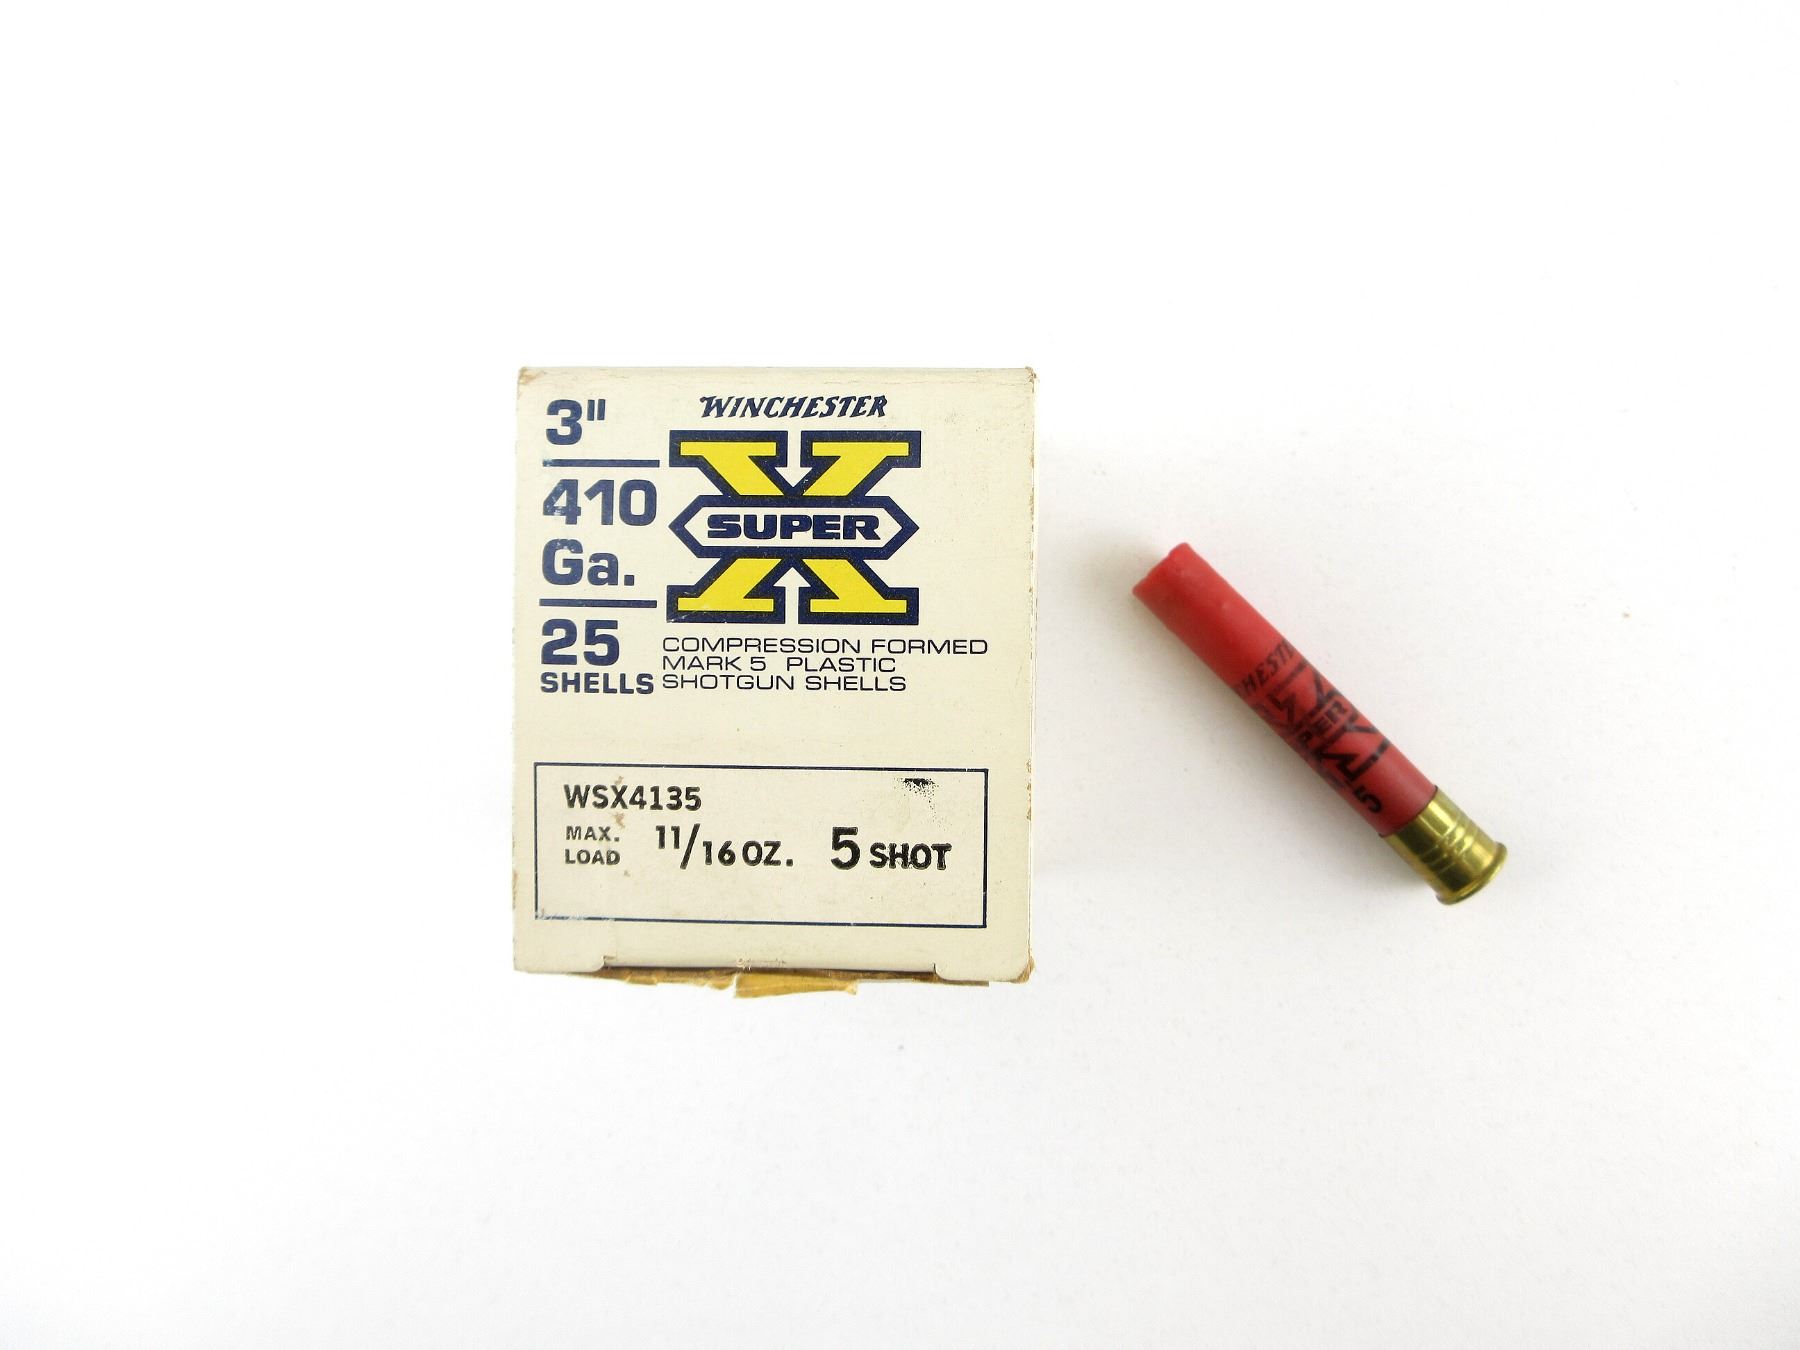 3"
410
Ga.
25
SHELLS
WINCHESTER
SUPER
X
COMPRESSION FORMED
MARK 5 PLASTIC
SHOTGUN SHELLS
WSX4135
MAX.
LOAD
11/16 OZ.
5 SHOT
5